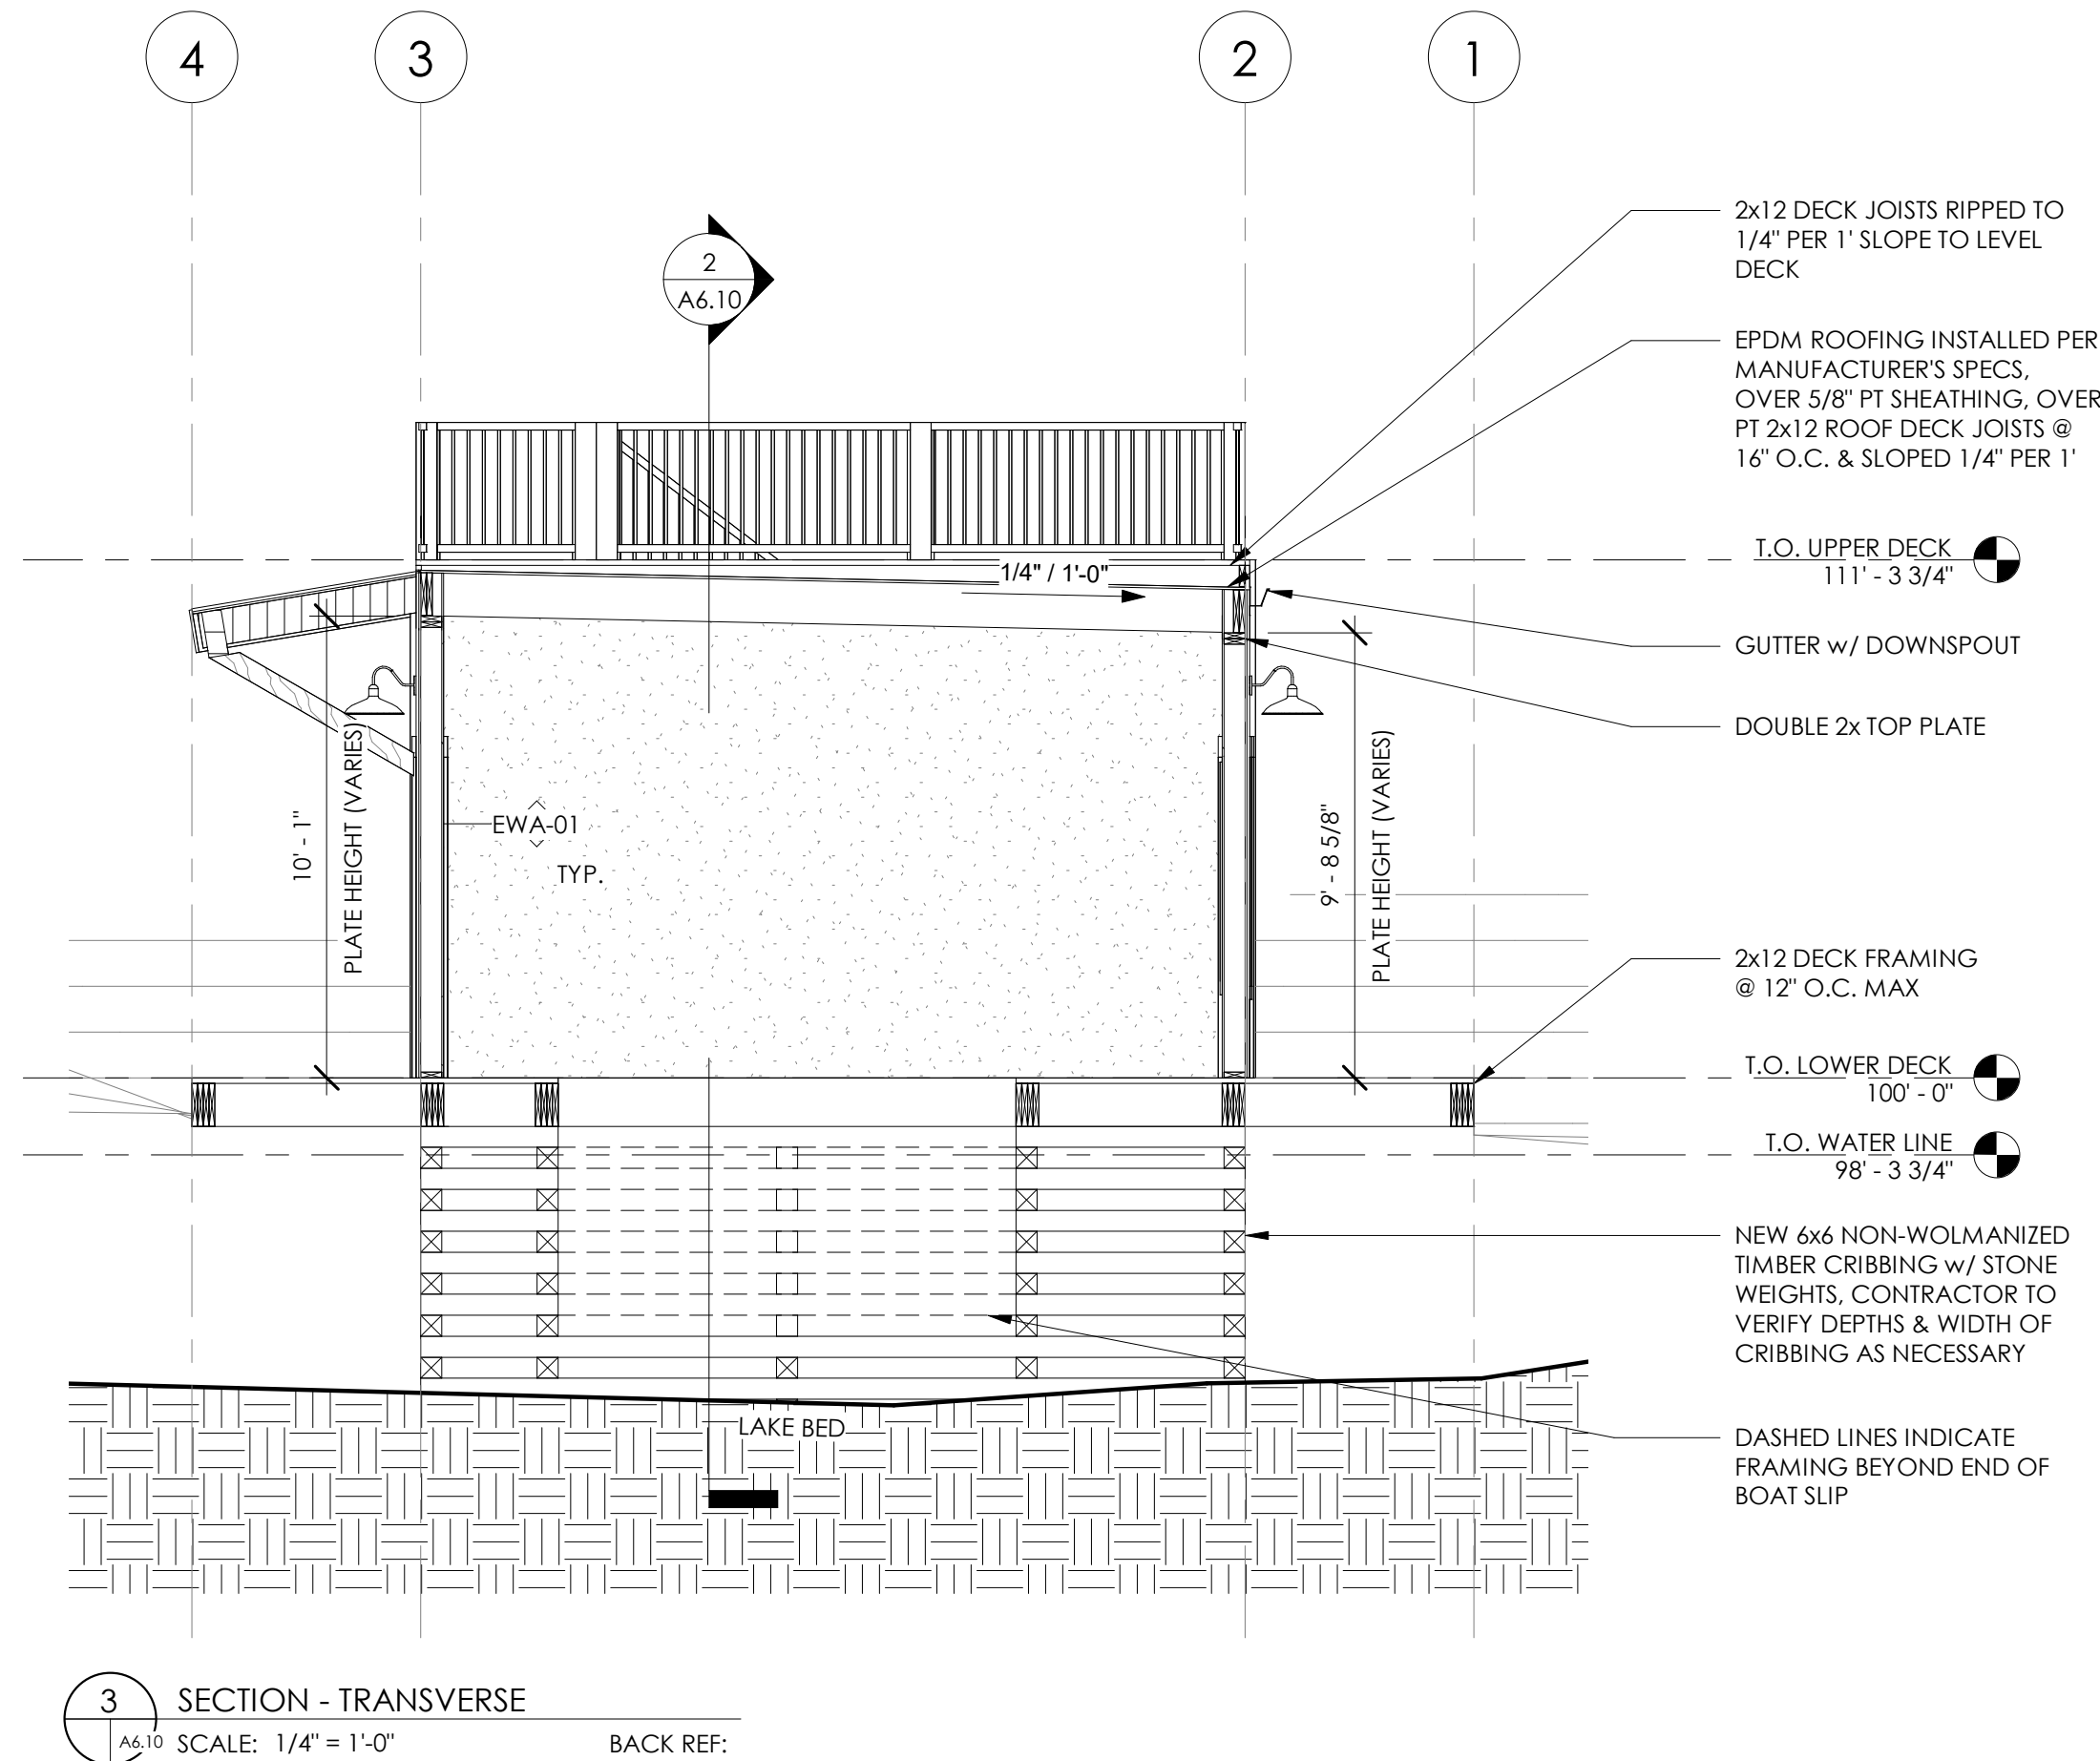 4
3
2
1
2
A6.10
2x12 DECK JOISTS RIPPED TO
1/4" PER 1' SLOPE TO LEVEL
DECK
EPDM ROOFING INSTALLED PER
MANUFACTURER'S SPECS,
OVER 5/8" PT SHEATHING, OVER
PT 2x12 ROOF DECK JOISTS @
16" O.C. & SLOPED 1/4" PER 1'
T.O. UPPER DECK
111' - 3 3/4"
1/4" / 1'-0"
GUTTER w/ DOWNSPOUT
DOUBLE 2x TOP PLATE
10' - 1"
PLATE HEIGHT (VARIES)
EWA-01
TYP.
9' - 8 5/8"
PLATE HEIGHT (VARIES)
2x12 DECK FRAMING
@ 12" O.C. MAX
T.O. LOWER DECK
100' - 0"
T.O. WATER LINE
98' - 3 3/4"
NEW 6x6 NON-WOLMANIZED
TIMBER CRIBBING w/ STONE
WEIGHTS, CONTRACTOR TO
VERIFY DEPTHS & WIDTH OF
CRIBBING AS NECESSARY
LAKE BED
DASHED LINES INDICATE
FRAMING BEYOND END OF
BOAT SLIP
3
A6.10
SECTION - TRANSVERSE
SCALE: 1/4" = 1'-0"
BACK REF: